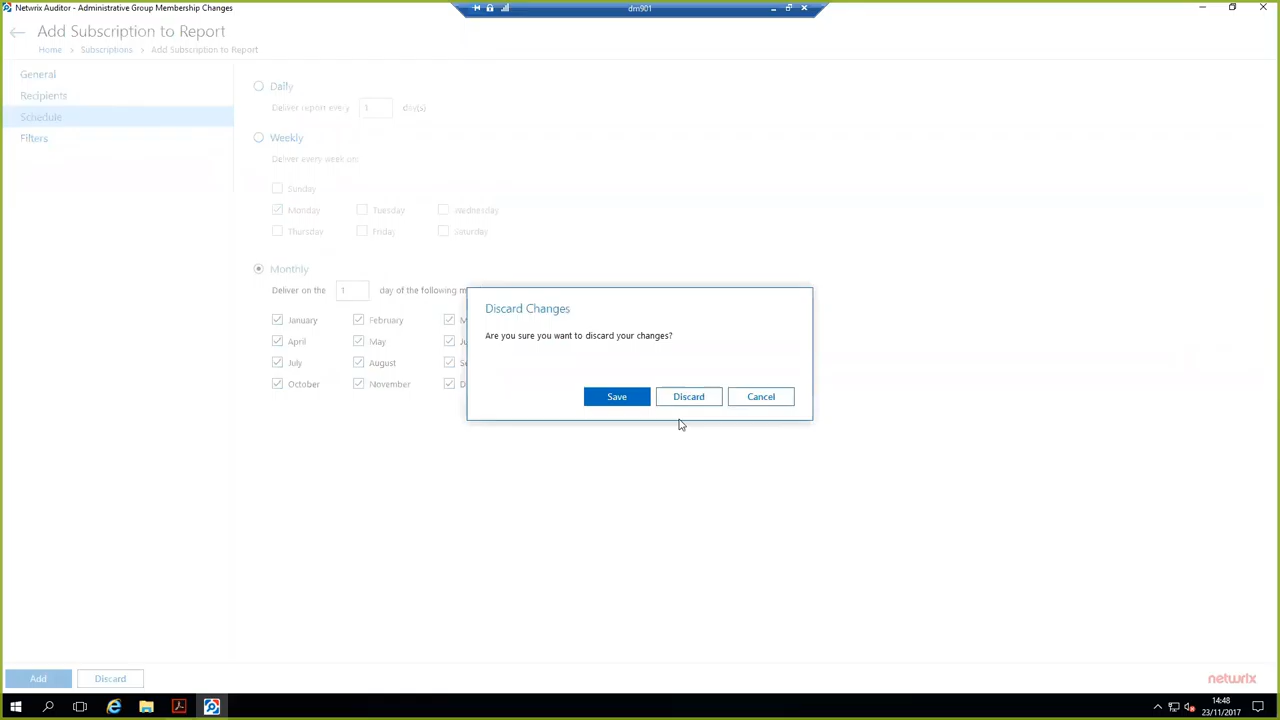 Netwrix Auditor - Administrative Group Membership Changes
dm901
Add Subscription to Report
Home > Subscriptions > Add Subscription to Report
General
Recipients
Schedule
Filters
Daily
Deliver report every 1 day(s)
Weekly
Deliver every week on:
Sunday
Monday Tuesday Wednesday
Thursday Friday Saturday
Monthly
Deliver on the 1 day of the following m
January February M
April May Ju
July August Se
October November D
Discard Changes
Are you sure you want to discard your changes?
Save Discard Cancel
Add Discard
netwrix
14:48
23/11/2017